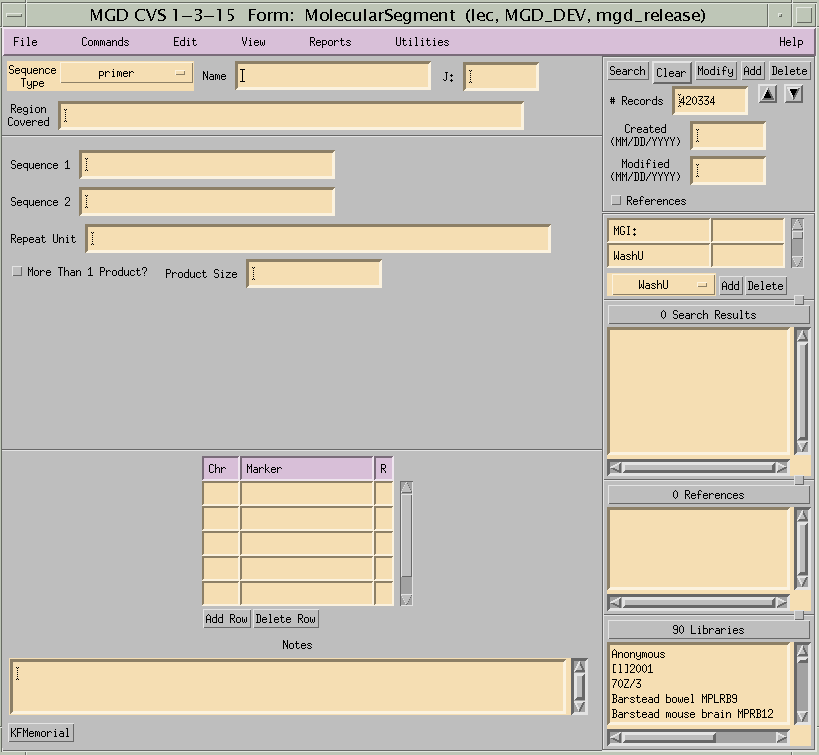 MGD CVS 1-3-15 Form: MolecularSegment (lec, MGD_DEV, mgd_release)
File Commands Edit View Reports Utilities Help
Sequence Type primer Name J:
Region Covered
Search Clear Modify Add Delete
# Records 420334
Created (MM/DD/YYYY)
Modified (MM/DD/YYYY)
References
Sequence 1
Sequence 2
Repeat Unit
More Than 1 Product? Product Size
MGI:
WashU
WashU Add Delete
0 Search Results
Chr Marker R
Add Row Delete Row
0 References
Notes
90 Libraries
Anonymous
[1]2001
70Z/3
Barstead bowel MPLRB9
Barstead mouse brain MPRB12
KFMemorial